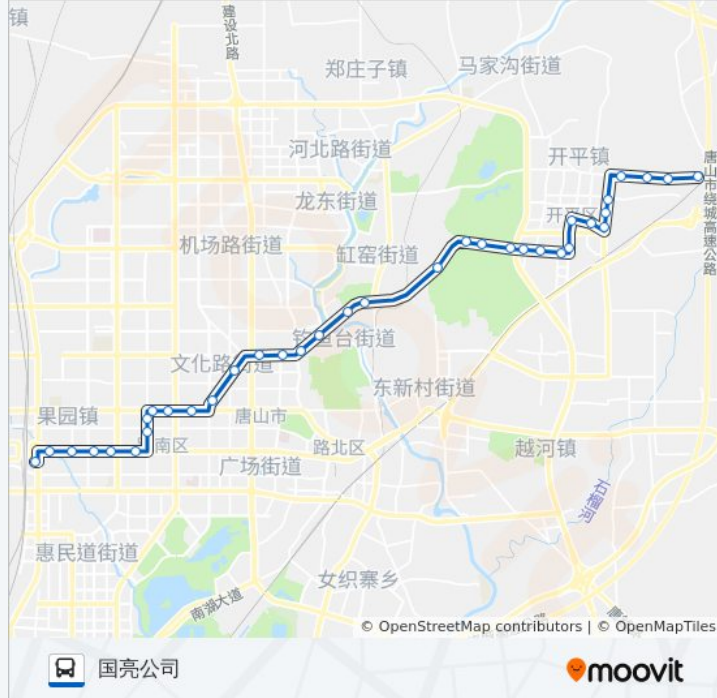 镇
建设北路
郑庄子镇
马家沟街道
河北路街道
开平镇
唐山市绕城高速公路
龙东街道
开平区
机场路街道
缸窑街道
钓鱼台街道
文化路街道
东新村街道
果园镇
唐山市
南区
路北区
越河镇
广场街道
石榴河
惠民道街道
女织寨乡
南湖大道
© OpenStreetMap contributors | © OpenMapTiles
国亮公司
moovit